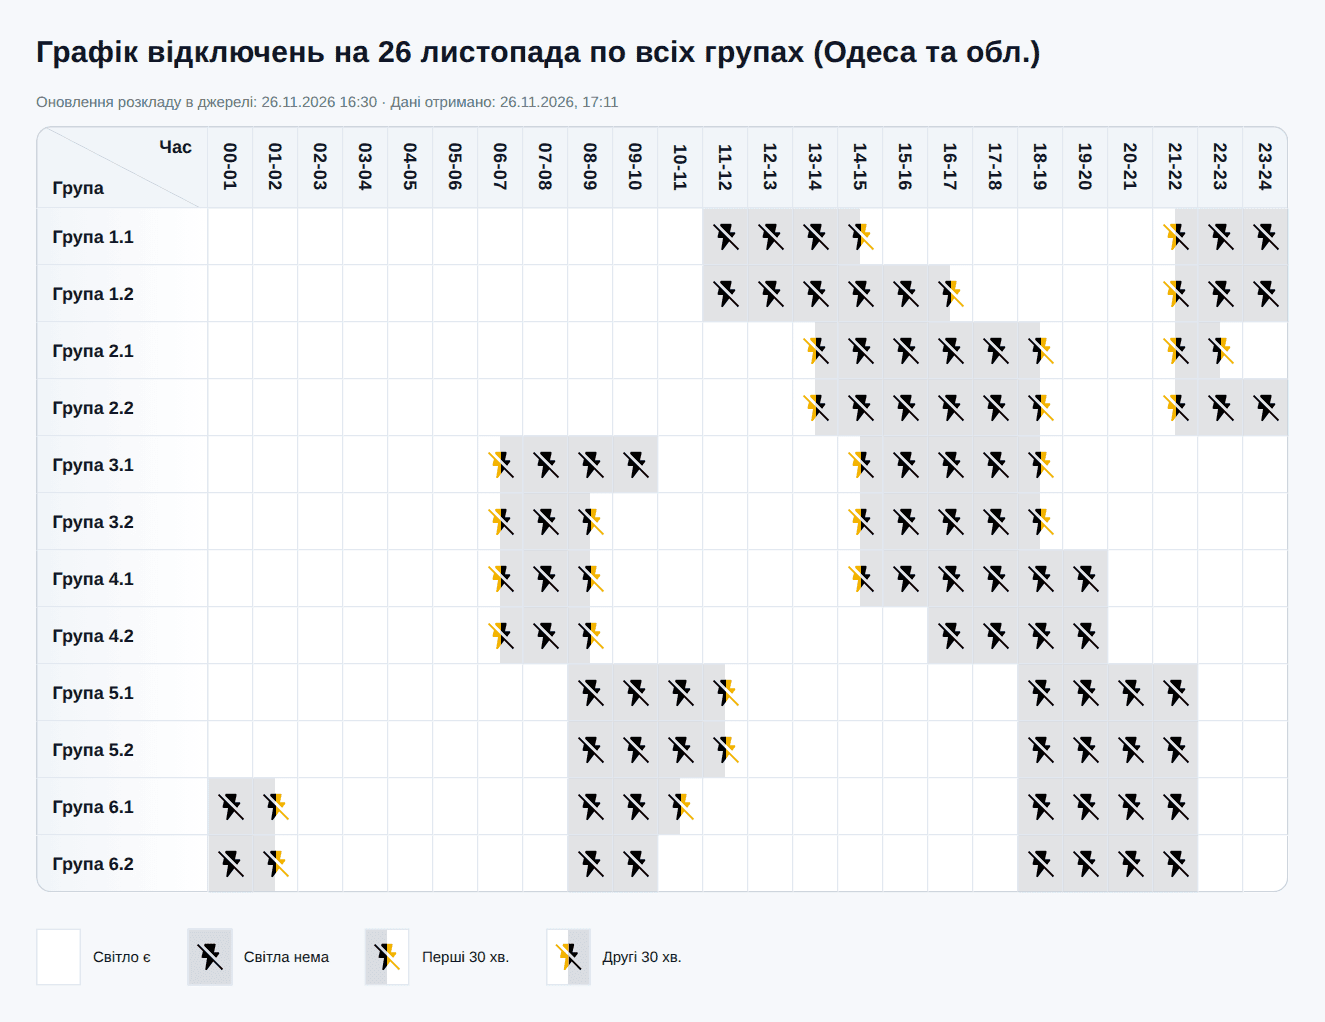 Графік відключень на 26 листопада по всіх групах (Одеса та обл.)
Оновлення розкладу в джерелі: 26.11.2026 16:30 · Дані отримано: 26.11.2026, 17:11
Час
Група
00-01 01-02 02-03 03-04 04-05 05-06 06-07 07-08 08-09 09-10 10-11 11-12 12-13 13-14 14-15 15-16 16-17 17-18 18-19 19-20 20-21 21-22 22-23 23-24
Група 1.1
Група 1.2
Група 2.1
Група 2.2
Група 3.1
Група 3.2
Група 4.1
Група 4.2
Група 5.1
Група 5.2
Група 6.1
Група 6.2
Світло є Світла нема Перші 30 хв. Другі 30 хв.